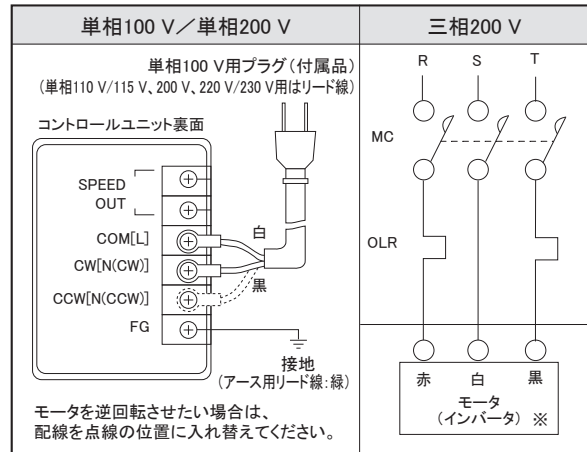 単相100 V／単相200 V
単相100 V用プラグ(付属品)
(単相110 V/115 V、200 V、220 V/230 V用はリード線)
コントロールユニット裏面
SPEED
OUT
COM[L]
CW[N(CW)]
CCW[N(CCW)]
FG
白
黒
接地
(アース用リード線:緑)
モータを逆回転させたい場合は、
配線を点線の位置に入れ替えてください。
三相200 V
R S T
MC
OLR
赤 白 黒
モータ
(インバータ) ※